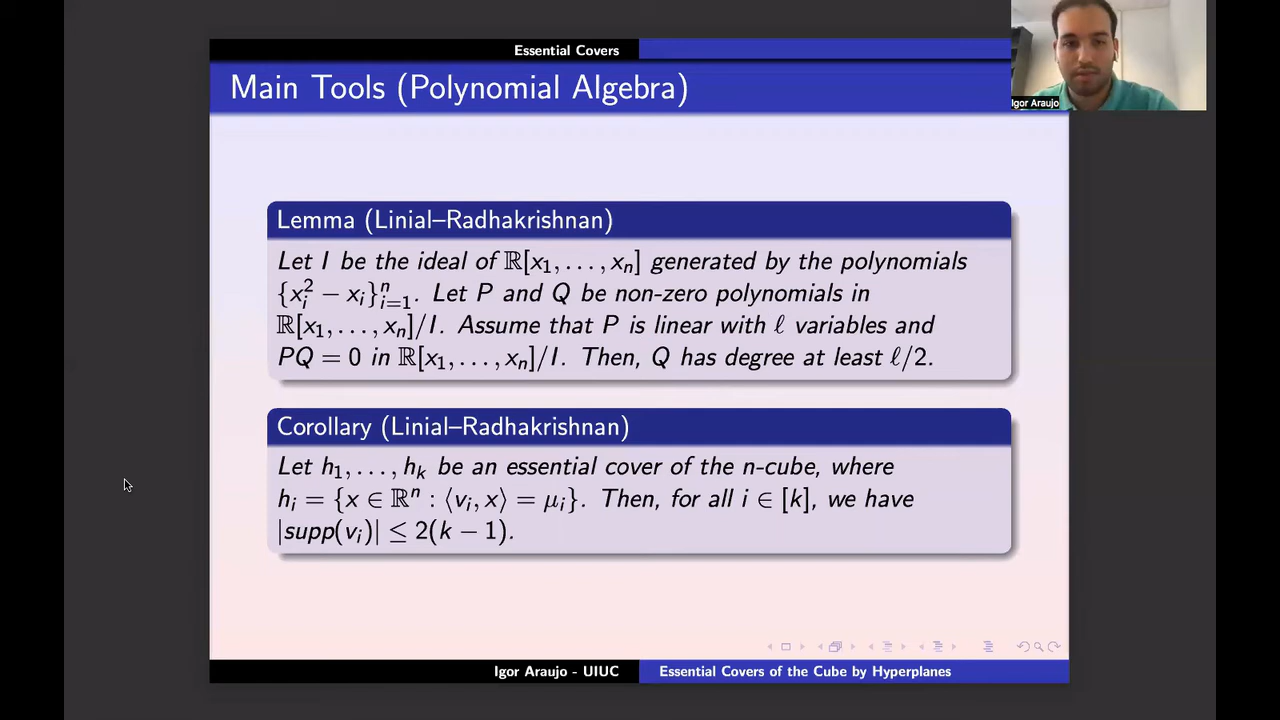 Essential Covers
Main Tools (Polynomial Algebra)
Igor Araujo
Lemma (Linial–Radhakrishnan)
Let I be the ideal of ℝ[x₁, . . . , xₙ] generated by the polynomials
{xᵢ² − xᵢ}ⁿᵢ₌₁. Let P and Q be non-zero polynomials in
ℝ[x₁, . . . , xₙ]/I. Assume that P is linear with ℓ variables and
PQ = 0 in ℝ[x₁, . . . , xₙ]/I. Then, Q has degree at least ℓ/2.
Corollary (Linial–Radhakrishnan)
Let h₁, . . . , hₖ be an essential cover of the n-cube, where
hᵢ = {x ∈ ℝⁿ : ⟨vᵢ, x⟩ = μᵢ}. Then, for all i ∈ [k], we have
|supp(vᵢ)| ≤ 2(k − 1).
Igor Araujo - UIUC
Essential Covers of the Cube by Hyperplanes